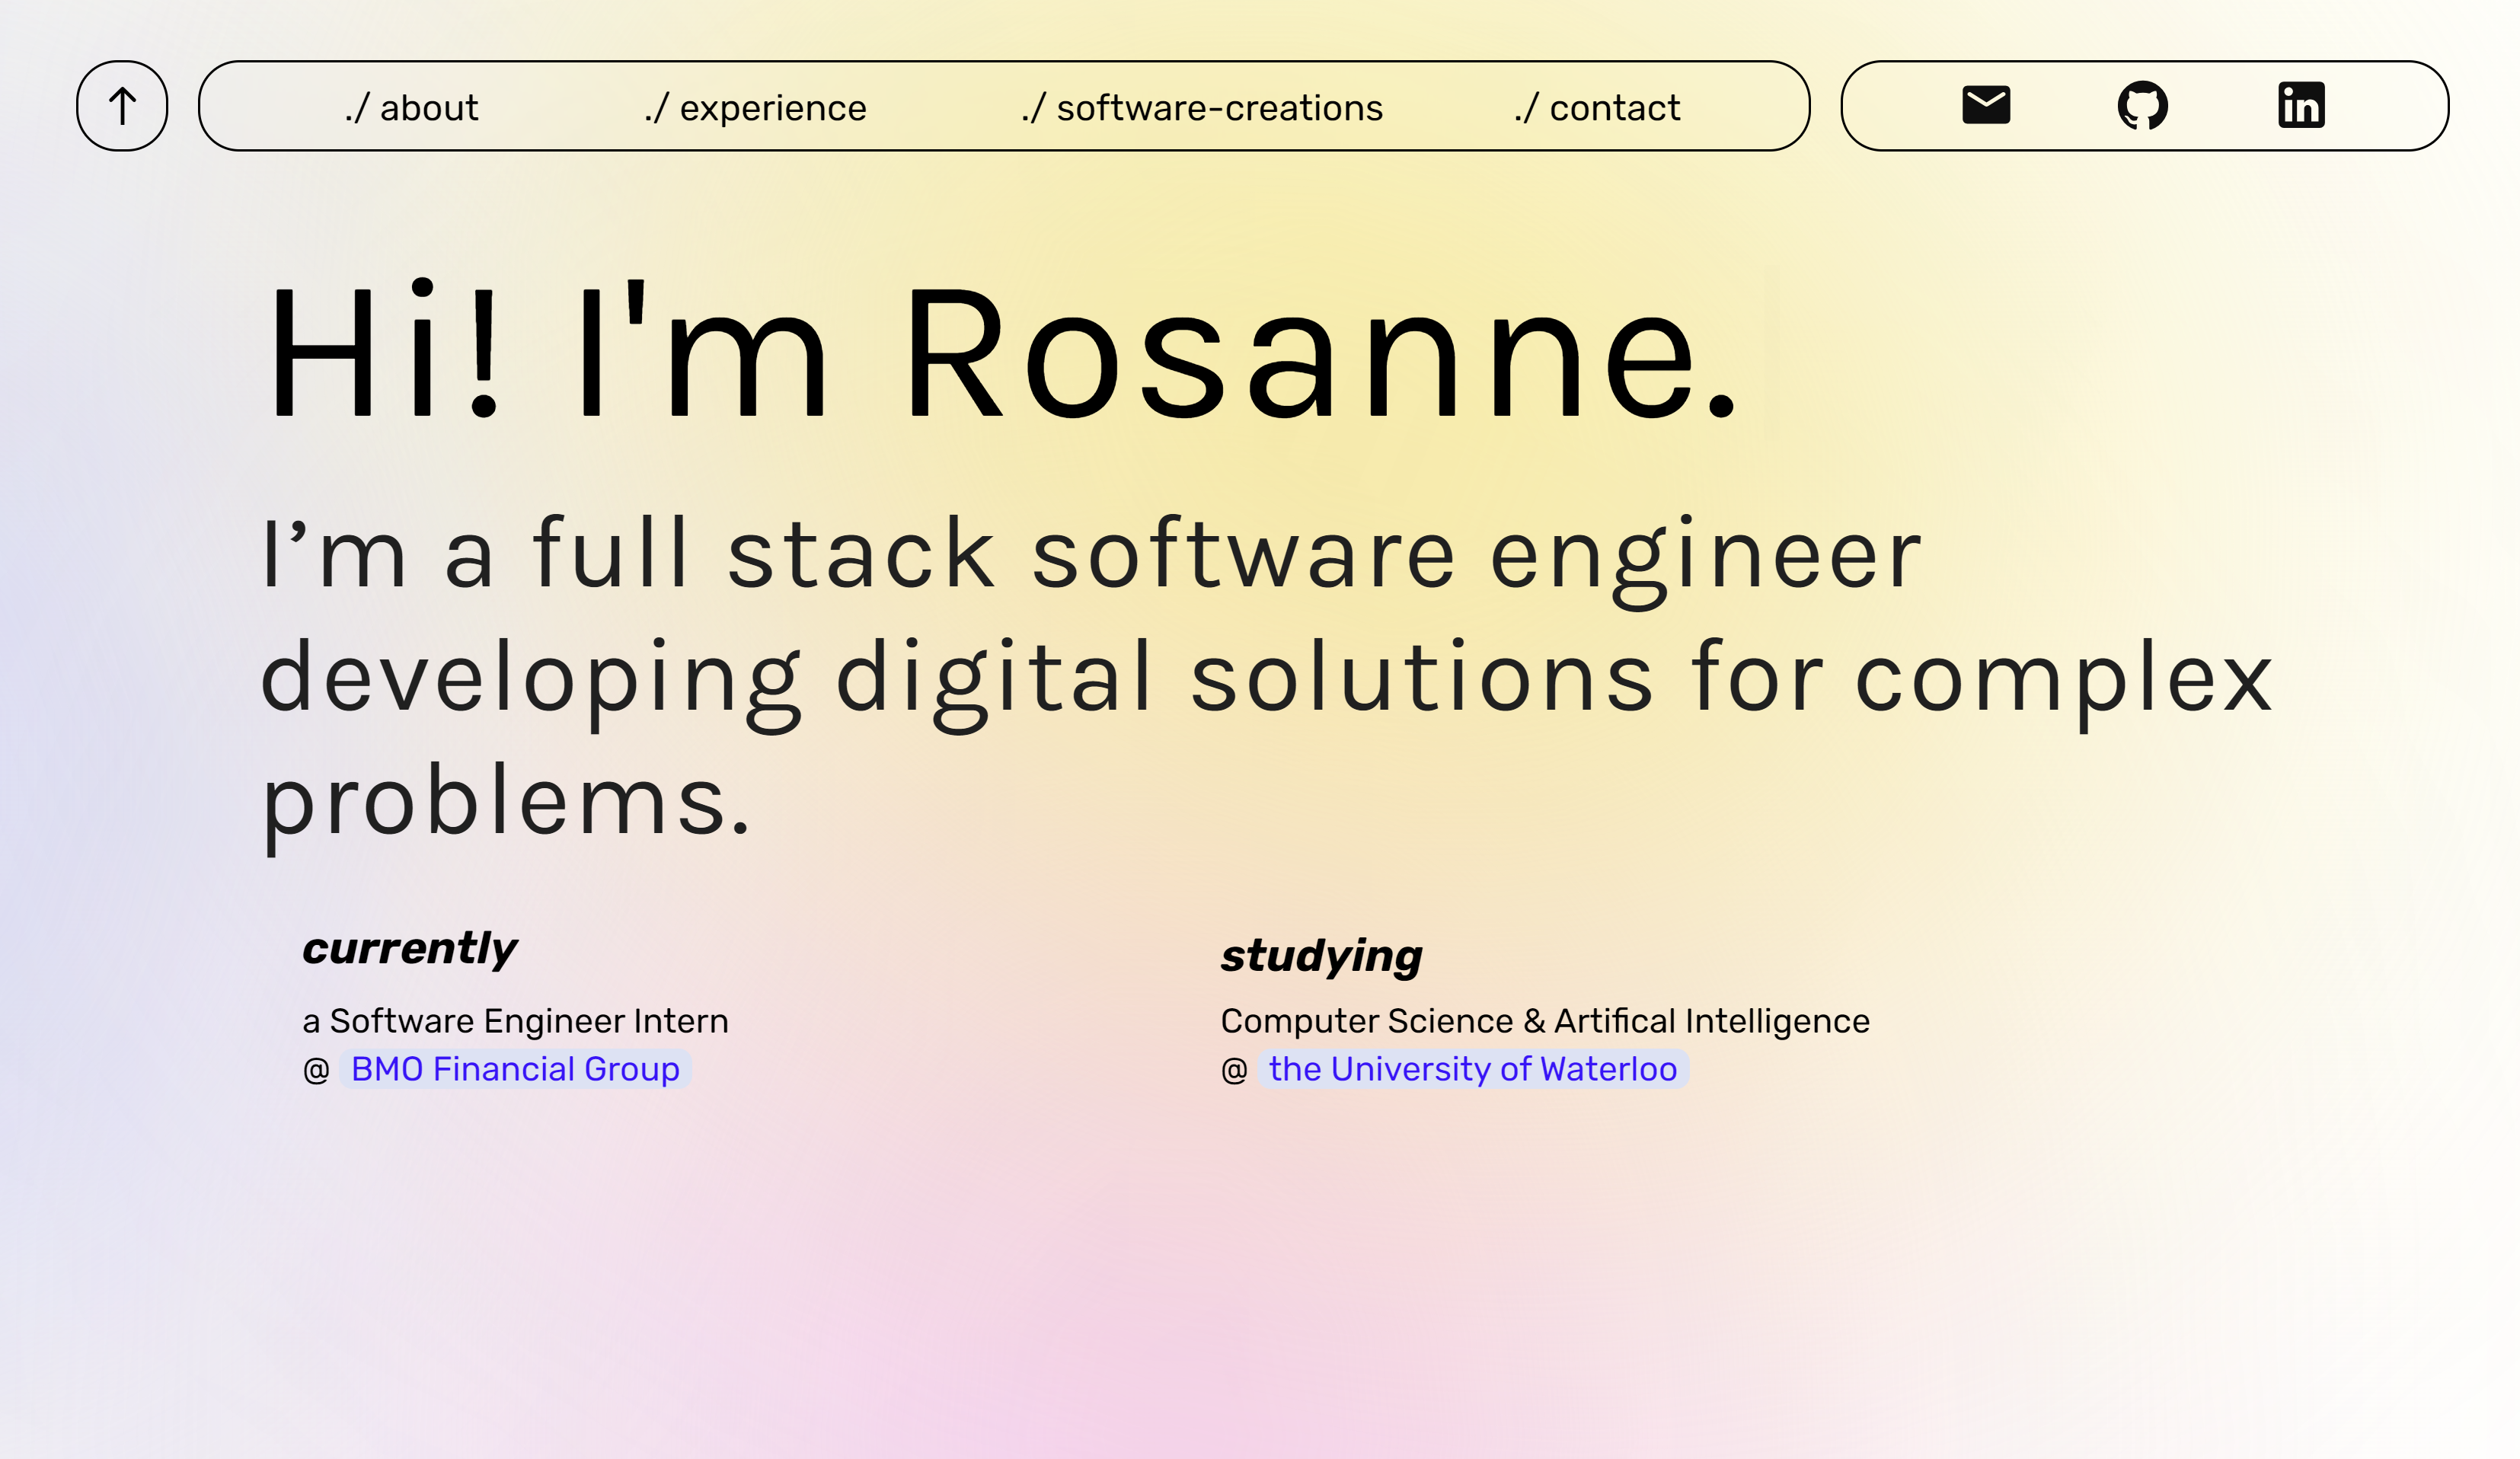 ./ about ./ experience ./ software-creations ./ contact
Hi! I'm Rosanne.
I’m a full stack software engineer
developing digital solutions for complex
problems.
currently
a Software Engineer Intern
@ BMO Financial Group
studying
Computer Science & Artifical Intelligence
@ the University of Waterloo